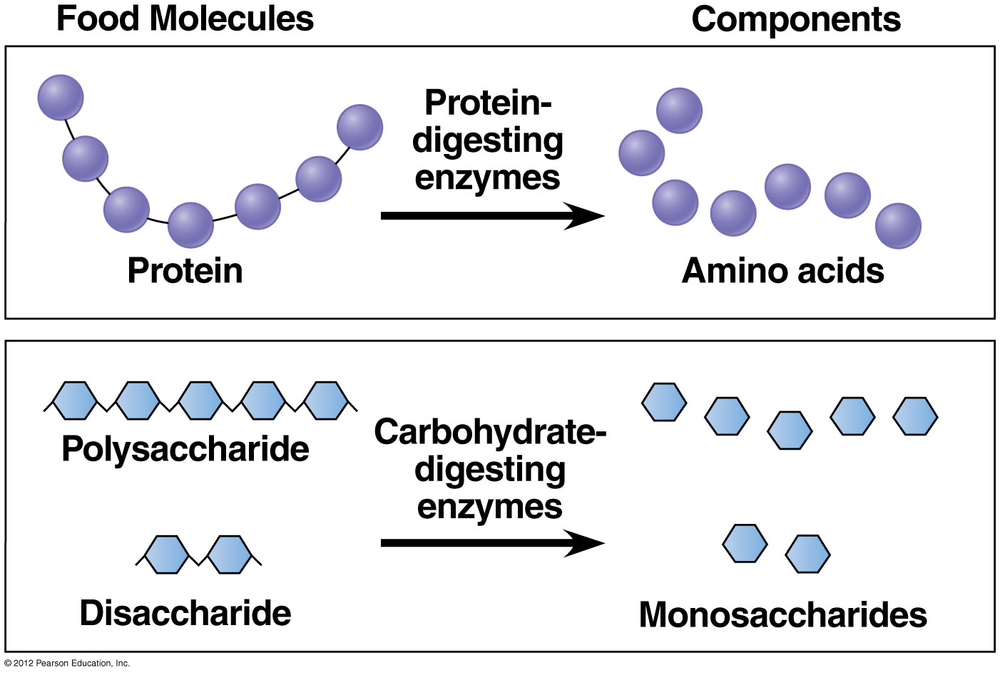 Food Molecules
Components
Protein-
digesting
enzymes
Protein
Amino acids
Polysaccharide
Carbohydrate-
digesting
enzymes
Disaccharide
Monosaccharides
© 2012 Pearson Education, Inc.